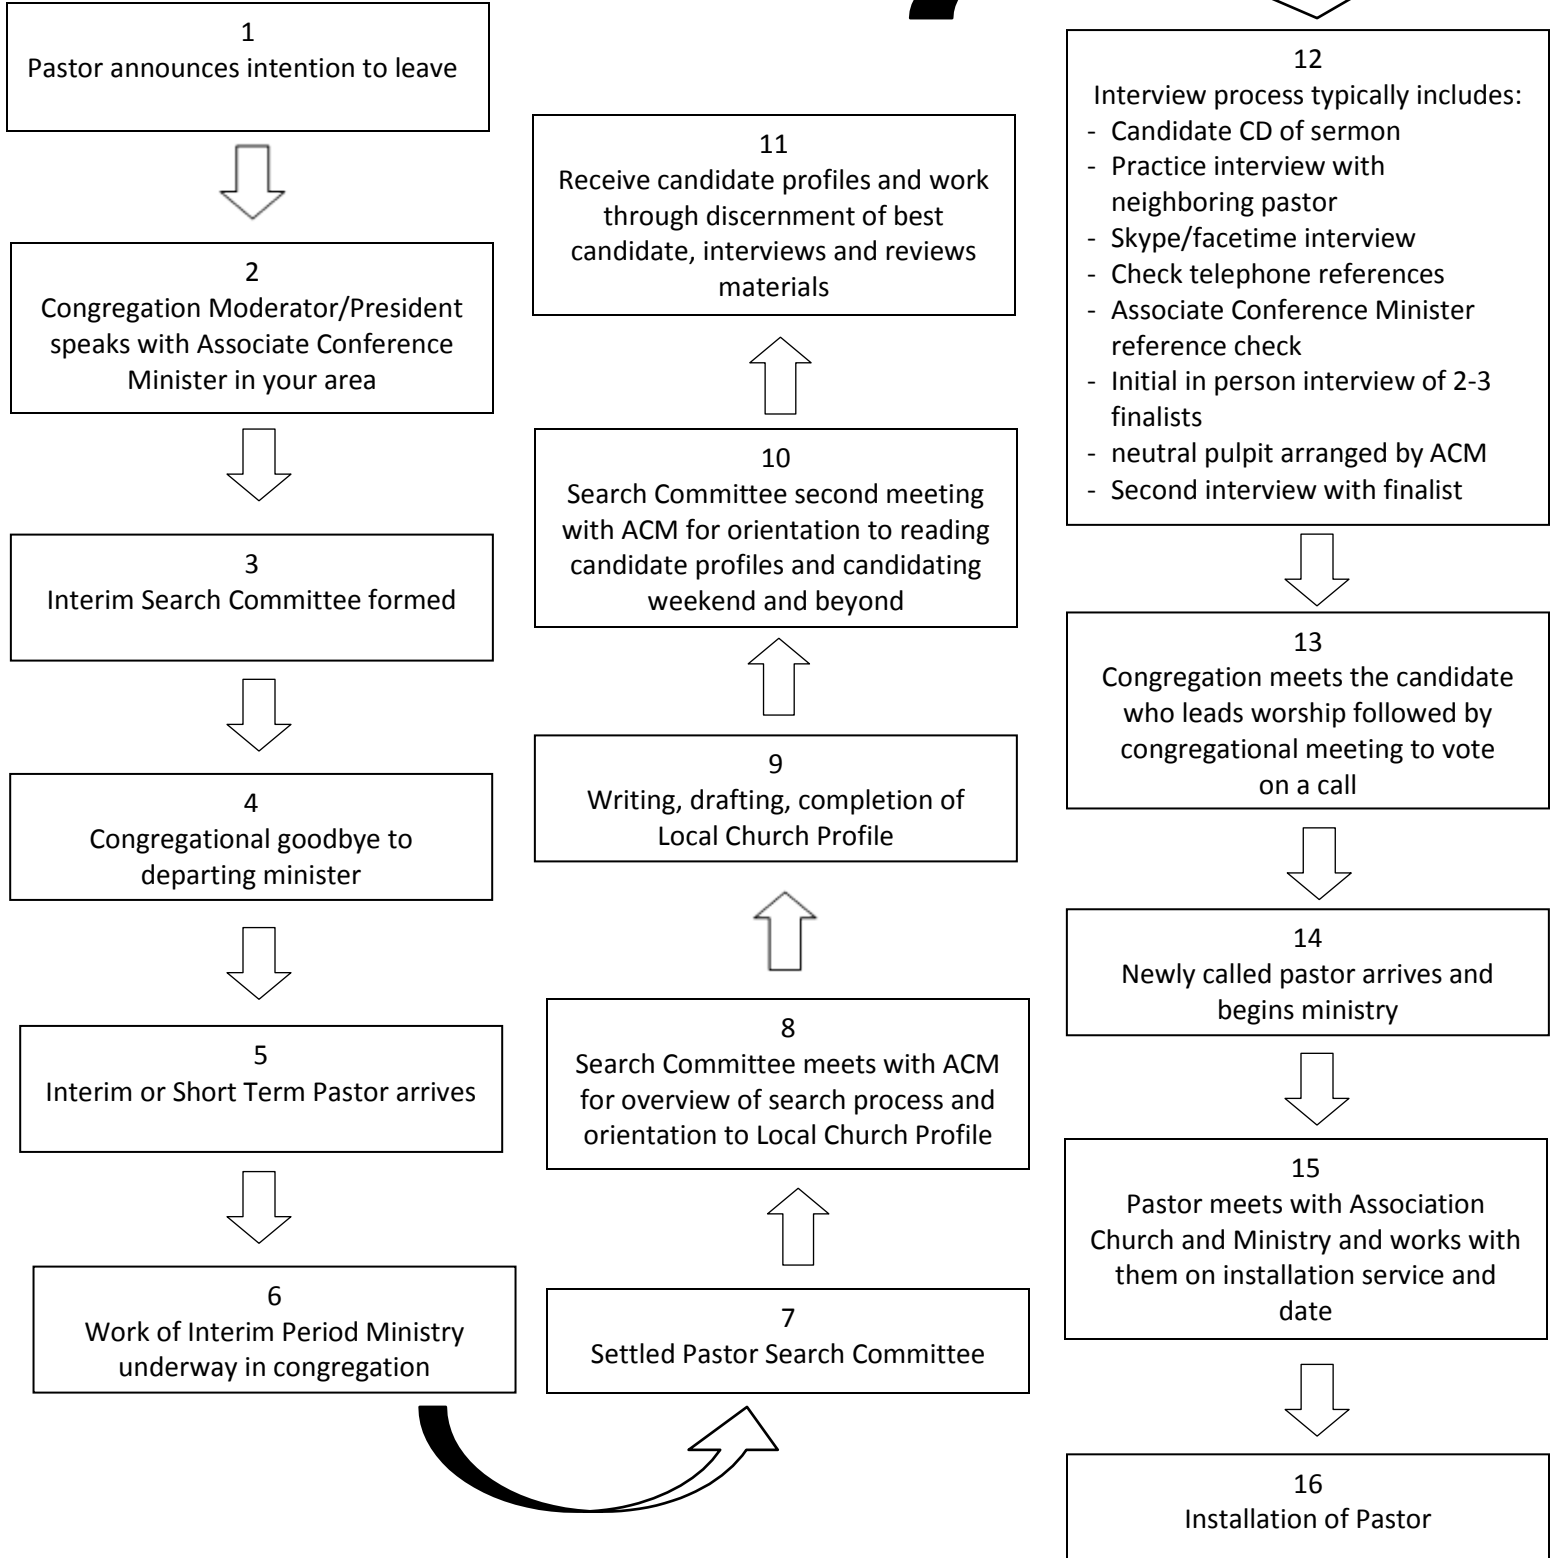 1
Pastor announces intention to leave
2
Congregation Moderator/President
speaks with Associate Conference
Minister in your area
3
Interim Search Committee formed
4
Congregational goodbye to
departing minister
5
Interim or Short Term Pastor arrives
6
Work of Interim Period Ministry
underway in congregation
7
Settled Pastor Search Committee
8
Search Committee meets with ACM
for overview of search process and
orientation to Local Church Profile
9
Writing, drafting, completion of
Local Church Profile
10
Search Committee second meeting
with ACM for orientation to reading
candidate profiles and candidating
weekend and beyond
11
Receive candidate profiles and work
through discernment of best
candidate, interviews and reviews
materials
12
Interview process typically includes:
- Candidate CD of sermon
- Practice interview with
neighboring pastor
- Skype/facetime interview
- Check telephone references
- Associate Conference Minister
reference check
- Initial in person interview of 2-3
finalists
- neutral pulpit arranged by ACM
- Second interview with finalist
13
Congregation meets the candidate
who leads worship followed by
congregational meeting to vote
on a call
14
Newly called pastor arrives and
begins ministry
15
Pastor meets with Association
Church and Ministry and works with
them on installation service and
date
16
Installation of Pastor